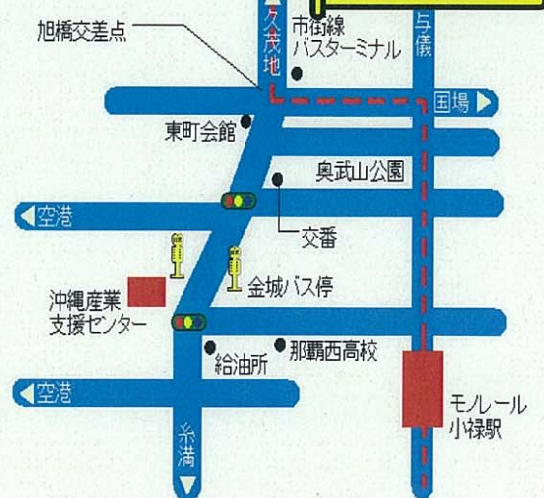 旭橋交差点
久茂地
市街線
バスターミナル
与儀
国場
東町会館
奥武山公園
空港
交番
金城バス停
沖縄産業
支援センター
給油所
那覇西高校
空港
モノレール
小禄駅
糸満